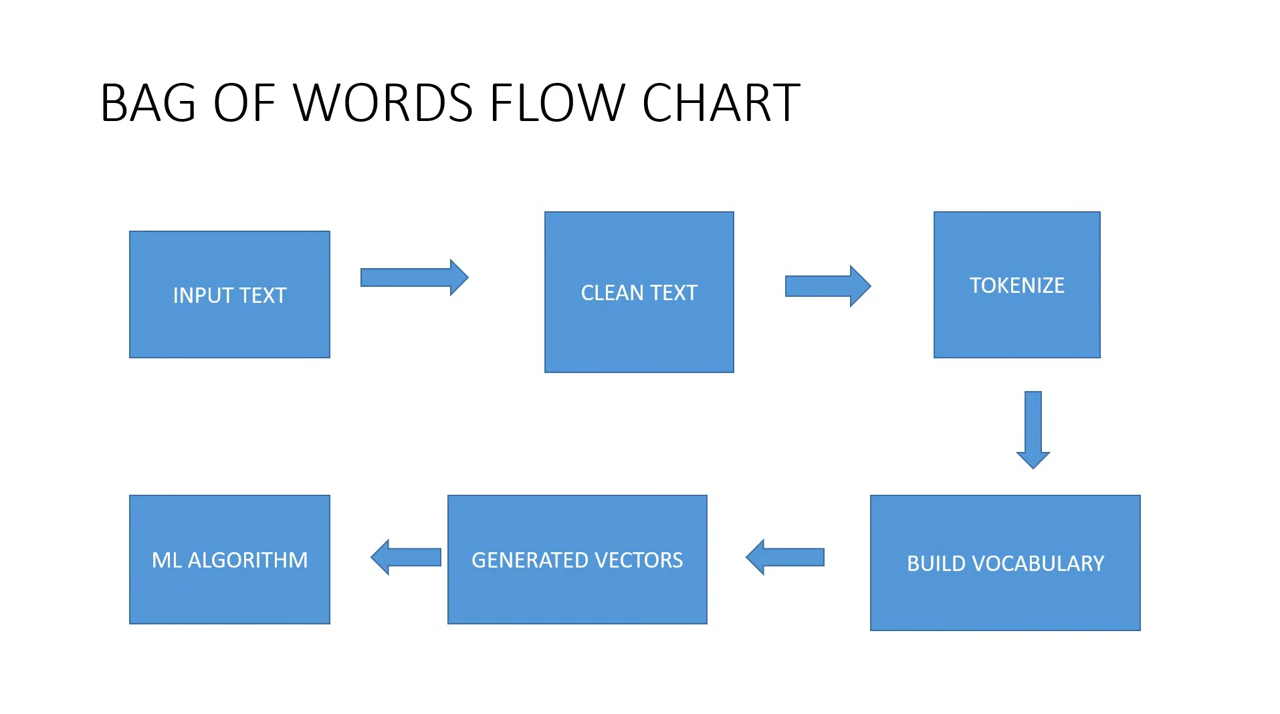 BAG OF WORDS FLOW CHART
INPUT TEXT
CLEAN TEXT
TOKENIZE
BUILD VOCABULARY
GENERATED VECTORS
ML ALGORITHM